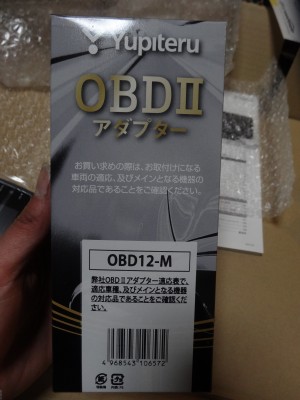 Yupiteru
OBDⅡ
アダプター
お買い求めの際は、お取付けになる
車両の適応、及びメインとなる機器の
対応品であることをご確認ください。
OBD12-M
弊社OBDⅡアダプター適応表で、
適応車種、及びメインとなる機器
の対応品であることをご確認ください。
4968543106572